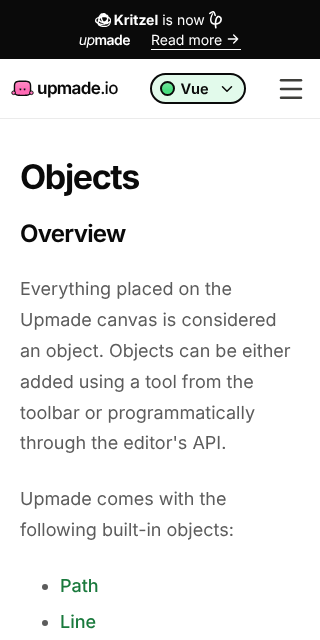 Kritzel is now
upmade Read more →
upmade.io
Vue
Objects
Overview
Everything placed on the
Upmade canvas is considered
an object. Objects can be either
added using a tool from the
toolbar or programmatically
through the editor's API.
Upmade comes with the
following built-in objects:
• Path
• Line